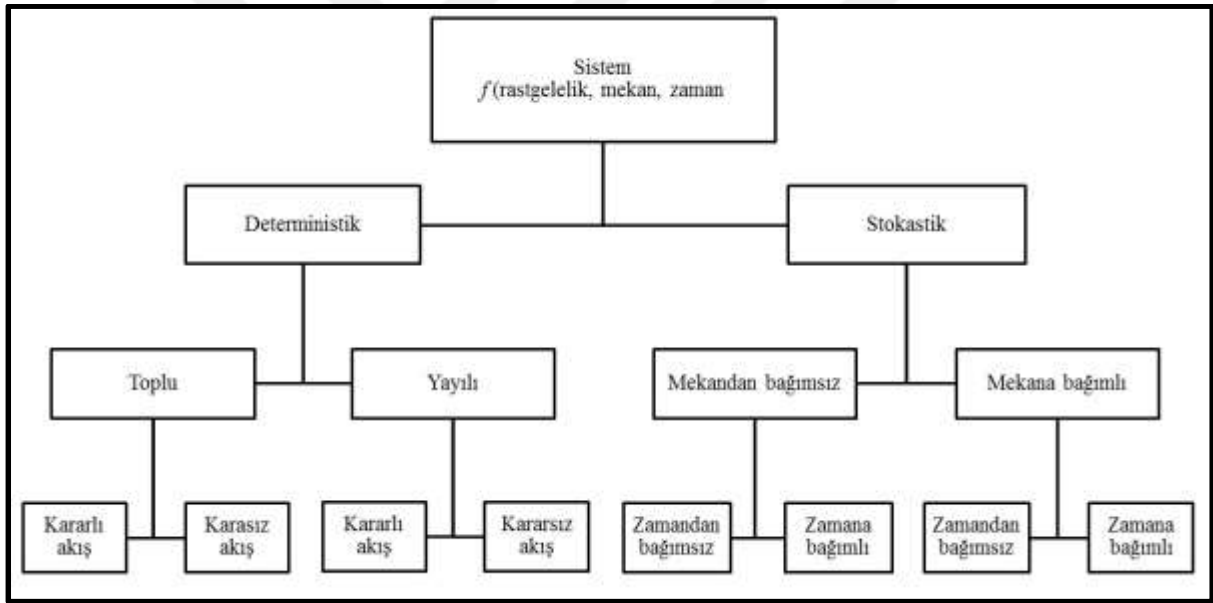 Sistem
f(rastgelelik, mekan, zaman
Deterministik
Stokastik
Toplu
Yayılı
Mekandan bağımsız
Mekana bağımlı
Kararlı
akış
Karasız
akış
Kararlı
akış
Kararsız
akış
Zamandan
bağımsız
Zamana
bağımlı
Zamandan
bağımsız
Zamana
bağımlı